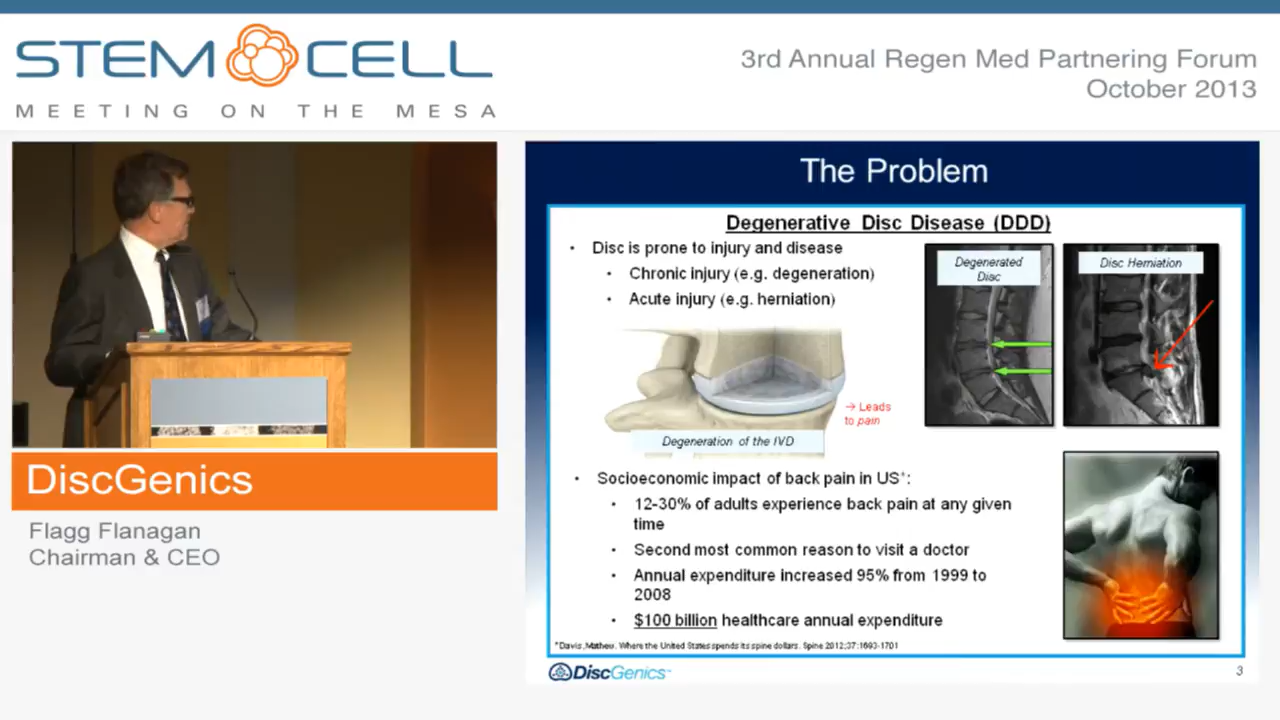 STEM CELL
MEETING ON THE MESA
3rd Annual Regen Med Partnering Forum
October 2013
The Problem
Degenerative Disc Disease (DDD)
• Disc is prone to injury and disease
• Chronic injury (e.g. degeneration)
• Acute injury (e.g. herniation)
Degenerated
Disc
Disc Herniation
→ Leads
to pain
Degeneration of the IVD
• Socioeconomic impact of back pain in US*:
• 12-30% of adults experience back pain at any given
time
• Second most common reason to visit a doctor
• Annual expenditure increased 95% from 1999 to
2008
• $100 billion healthcare annual expenditure
*Davis, Mathew. Where the United States spends its spine dollars. Spine 2012;37:1693-1701
DiscGenics™
3
DiscGenics
Flagg Flanagan
Chairman & CEO